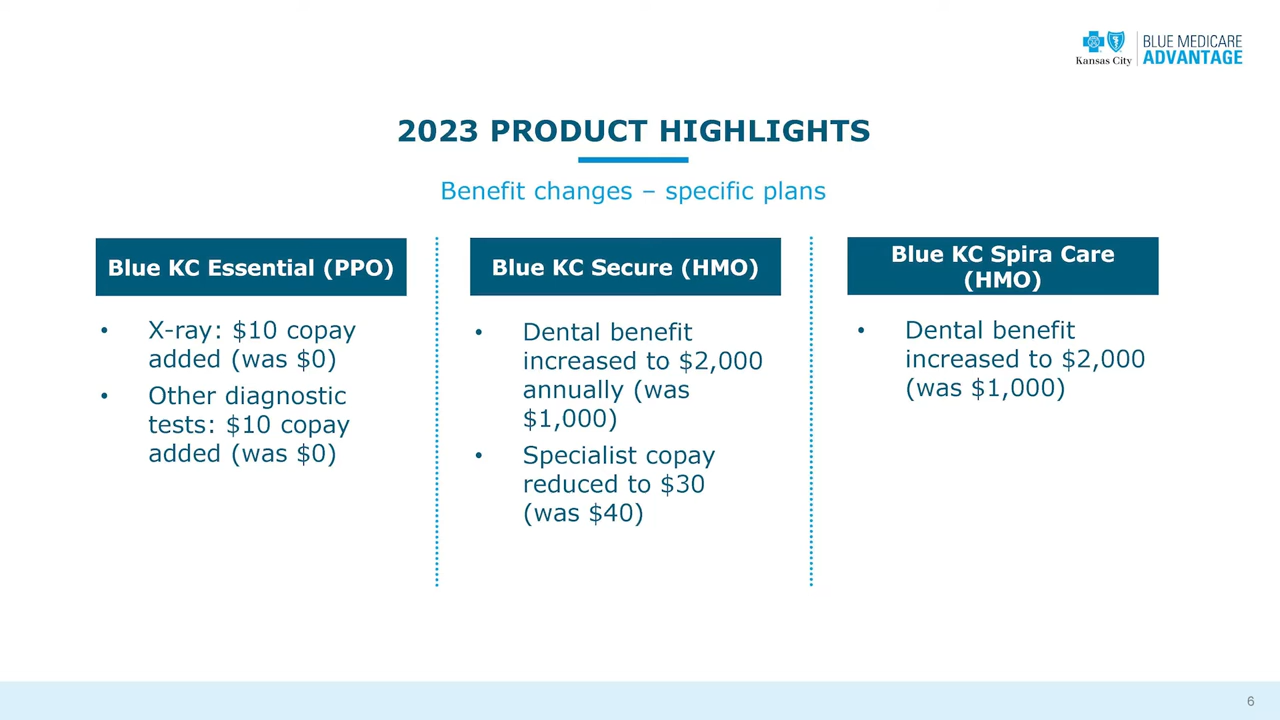 Kansas City
BLUE MEDICARE
ADVANTAGE
2023 PRODUCT HIGHLIGHTS
Benefit changes – specific plans
Blue KC Essential (PPO)
• X-ray: $10 copay
added (was $0)
• Other diagnostic
tests: $10 copay
added (was $0)
Blue KC Secure (HMO)
• Dental benefit
increased to $2,000
annually (was
$1,000)
• Specialist copay
reduced to $30
(was $40)
Blue KC Spira Care
(HMO)
• Dental benefit
increased to $2,000
(was $1,000)
6